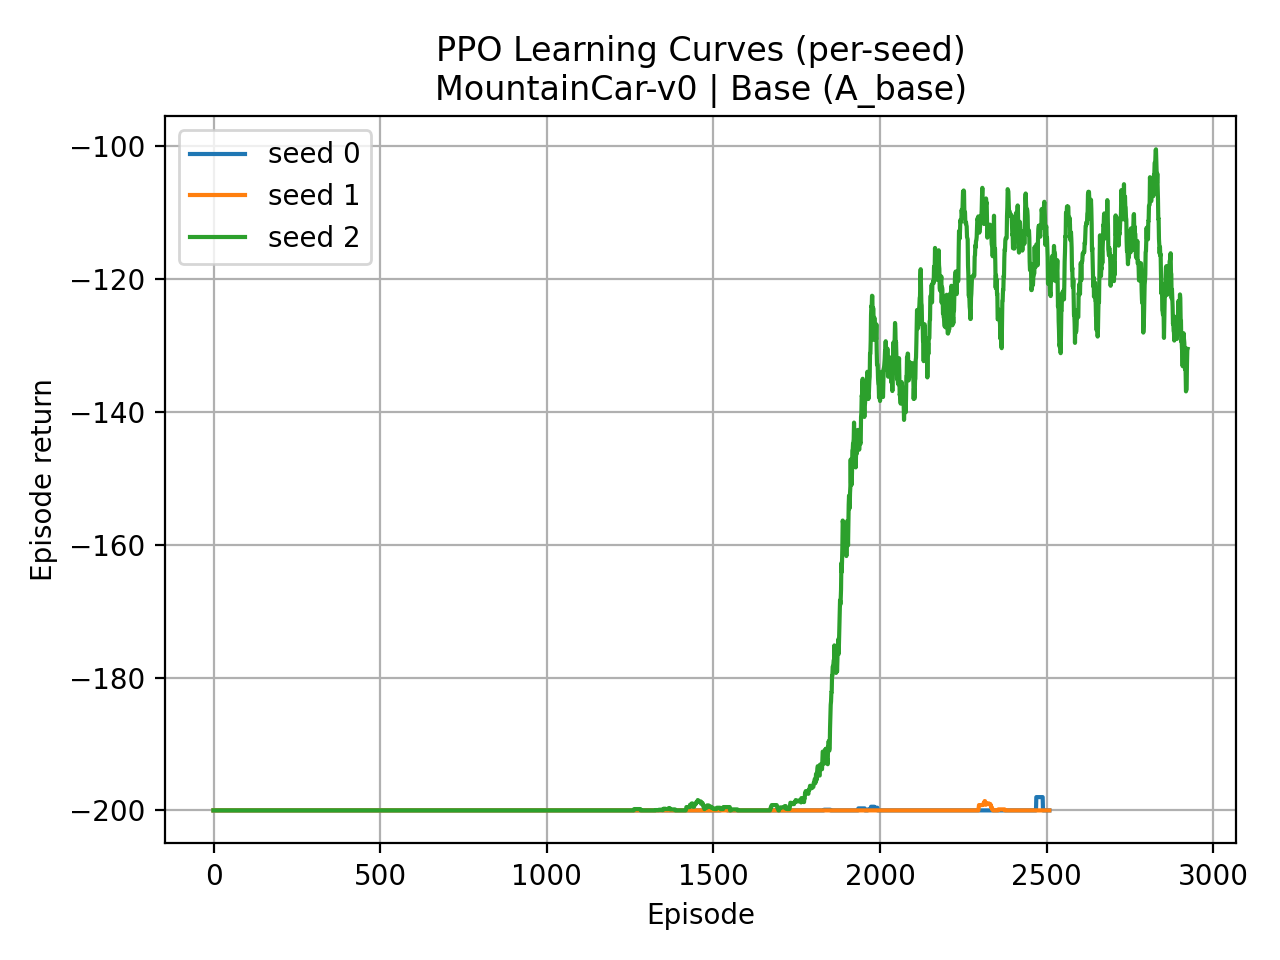 PPO Learning Curves (per-seed)
MountainCar-v0 | Base (A_base)
seed 0
seed 1
seed 2
Episode return
−100
−120
−140
−160
−180
−200
0
500
1000
1500
2000
2500
3000
Episode